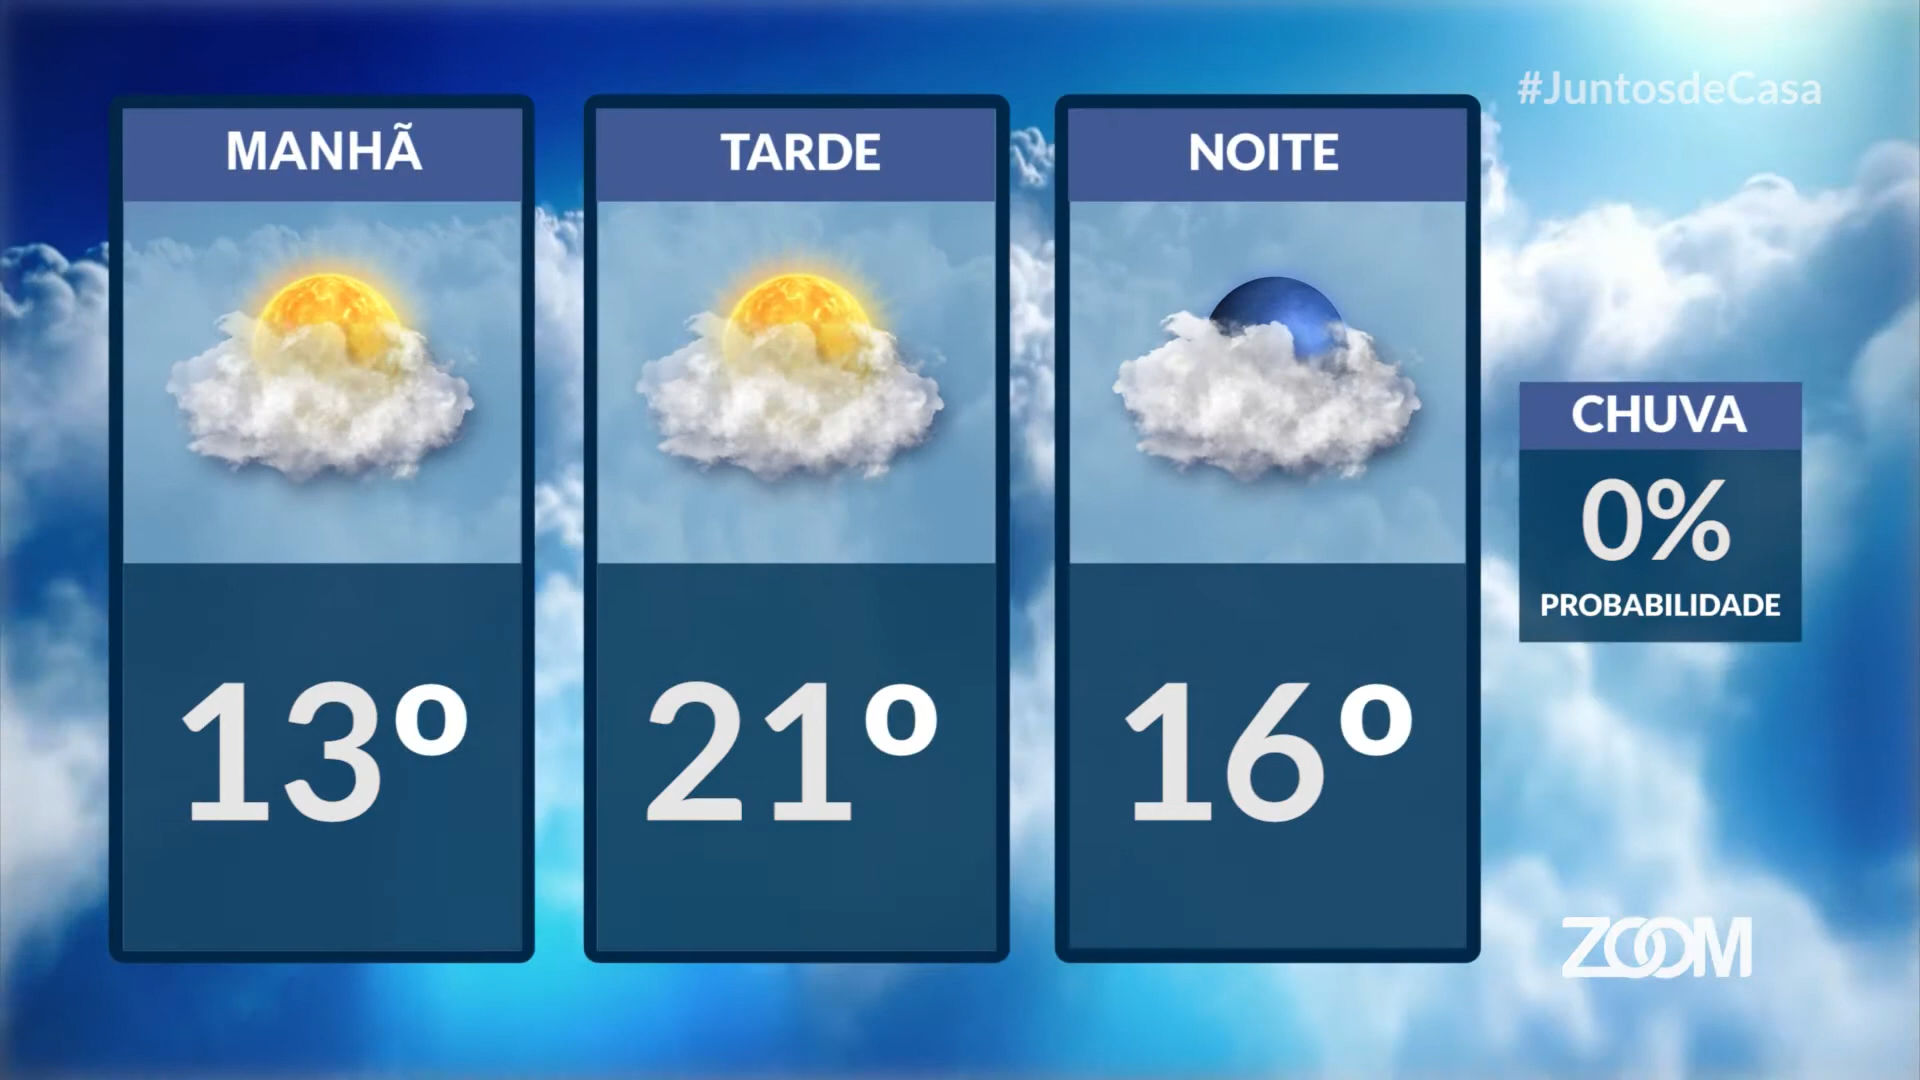 #JuntosdeCasa
MANHÃ
TARDE
NOITE
13º
21º
16º
CHUVA
0%
PROBABILIDADE
ZOOM